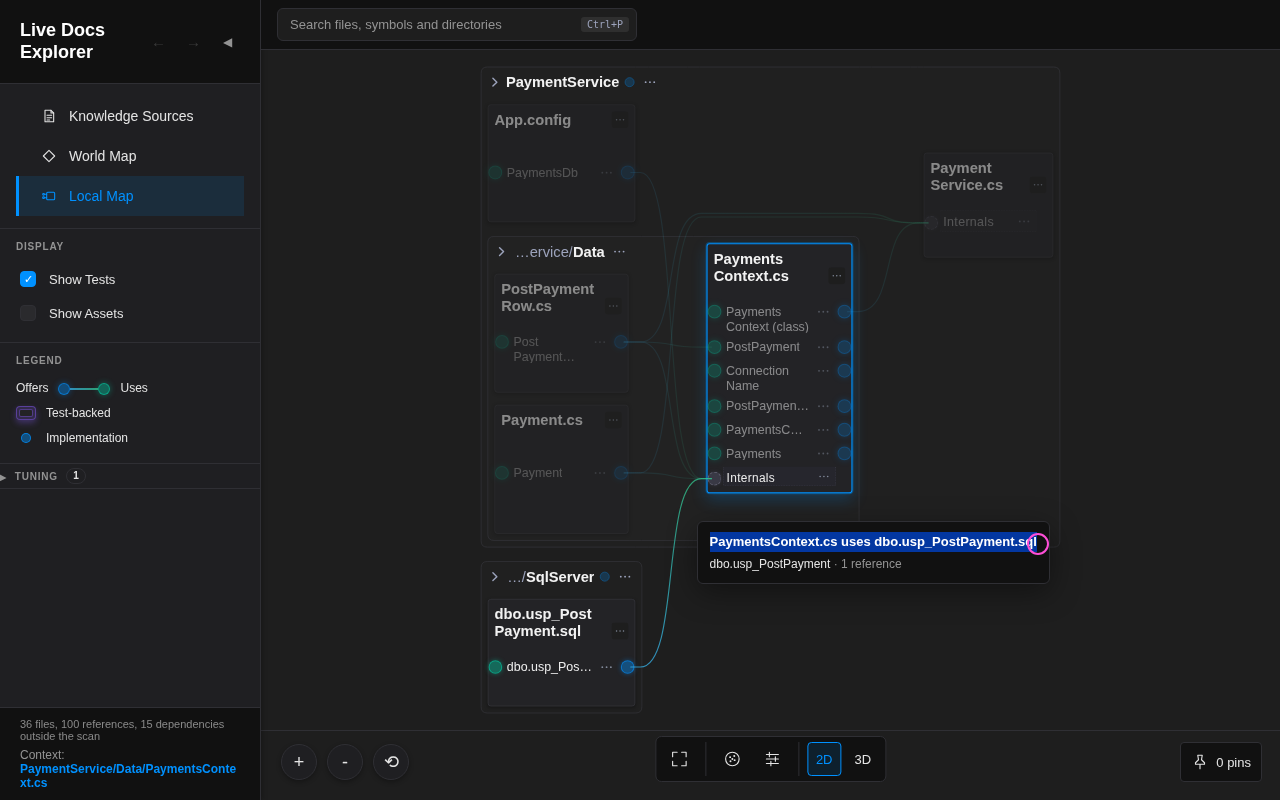 Live Docs
Explorer
Search files, symbols and directories
Ctrl+P
Knowledge Sources
World Map
Local Map
DISPLAY
Show Tests
Show Assets
LEGEND
Offers
Uses
Test-backed
Implementation
TUNING
1
36 files, 100 references, 15 dependencies
outside the scan
Context:
PaymentService/Data/PaymentsConte
xt.cs
PaymentService
App.config
PaymentsDb
Payment
Service.cs
Internals
…ervice/Data
PostPayment
Row.cs
Post
Payment…
Payment.cs
Payment
Payments
Context.cs
Payments
Context (class)
PostPayment
Connection
Name
PostPaymen…
PaymentsC…
Payments
Internals
PaymentsContext.cs uses dbo.usp_PostPayment.sql
dbo.usp_PostPayment · 1 reference
…/SqlServer
dbo.usp_Post
Payment.sql
dbo.usp_Pos…
+
-
2D
3D
0 pins